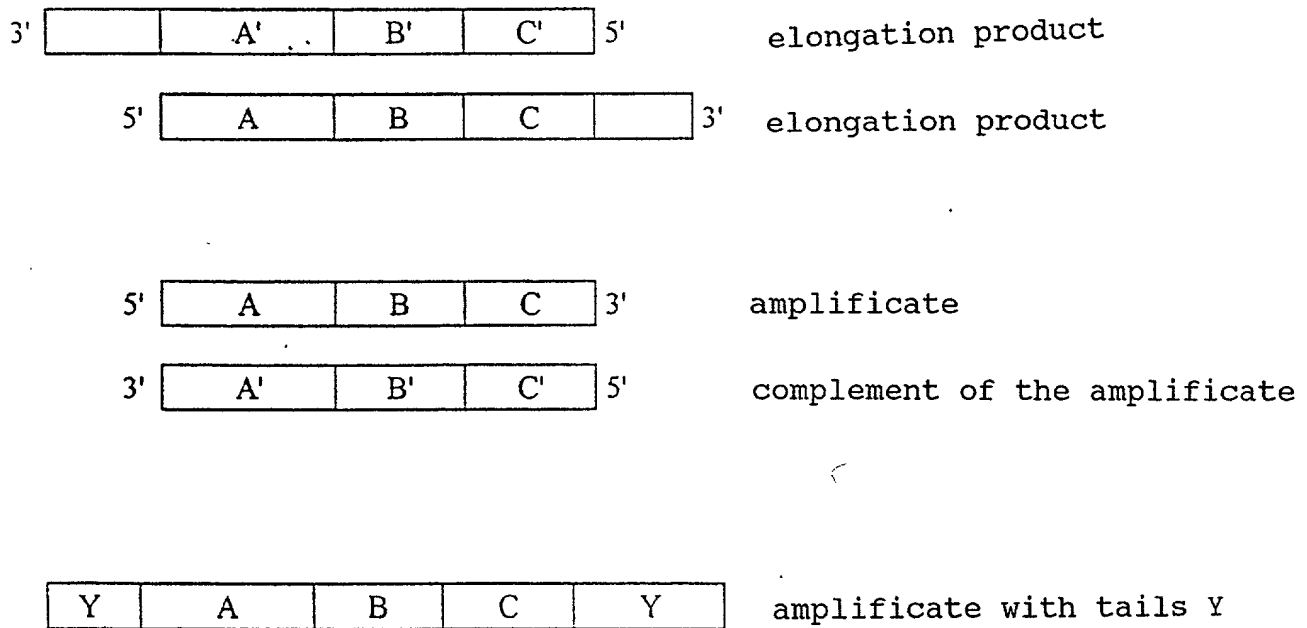 3' A' B' C' 5' elongation product
5' A B C 3' elongation product
5' A B C 3' amplificate
3' A' B' C' 5' complement of the amplificate
Y A B C Y amplificate with tails Y